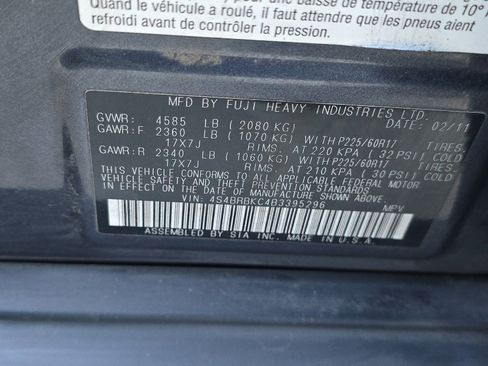 Quand le véhicule a roulé, il faut attendre que les pneus aient
refroidi avant de contrôler la pression.
MFD BY FUJI HEAVY INDUSTRIES LTD.
GVWR: 4585 LB ( 2080 KG) DATE: 02/11
GAWR:F 2360 LB ( 1070 KG) WITH P225/60R17 TIRES.
17X7J RIMS. AT 220 KPA ( 32 PSI) COLD
GAWR:R 2340 LB ( 1060 KG) WITH P225/60R17 TIRES.
17X7J RIMS. AT 210 KPA ( 30 PSI) COLD
THIS VEHICLE CONFORMS TO ALL APPLICABLE FEDERAL MOTOR
VEHICLE SAFETY AND THEFT PREVENTION STANDARDS
IN EFFECT ON THE DATE OF MANUFACTURE SHOWN ABOVE.
VIN: 4S4BRBKC4B3395296 MPV
ASSEMBLED BY SIA INC. MADE IN U.S.A.